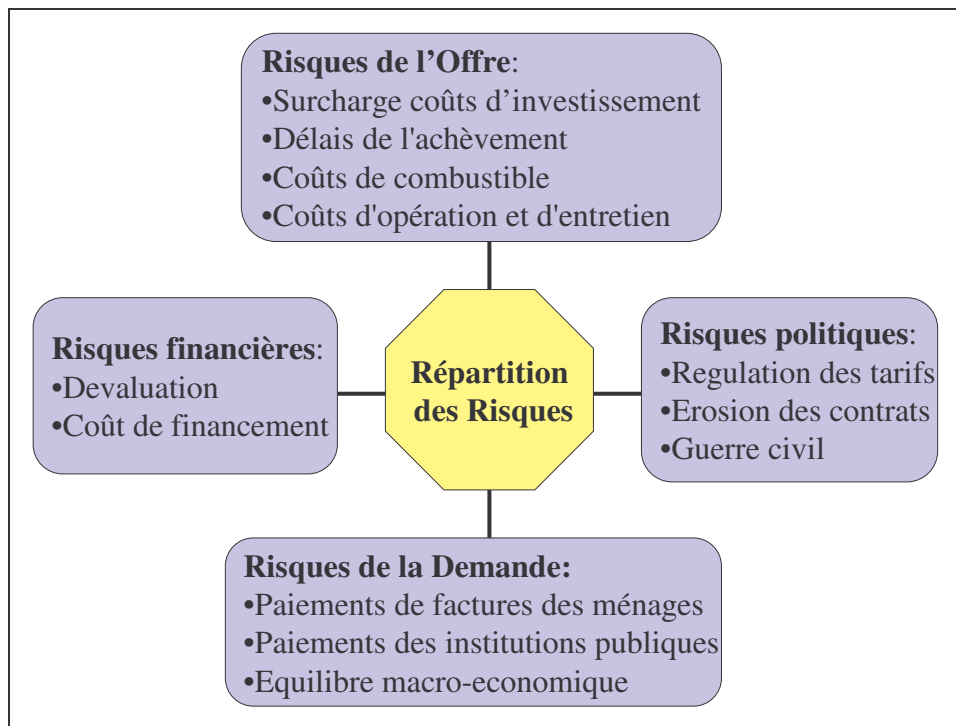 Risques de l’Offre:
•Surcharge coûts d’investissement
•Délais de l'achèvement
•Coûts de combustible
•Coûts d'opération et d'entretien
Risques financières:
•Devaluation
•Coût de financement
Répartition
des Risques
Risques politiques:
•Regulation des tarifs
•Erosion des contrats
•Guerre civil
Risques de la Demande:
•Paiements de factures des ménages
•Paiements des institutions publiques
•Equilibre macro-economique